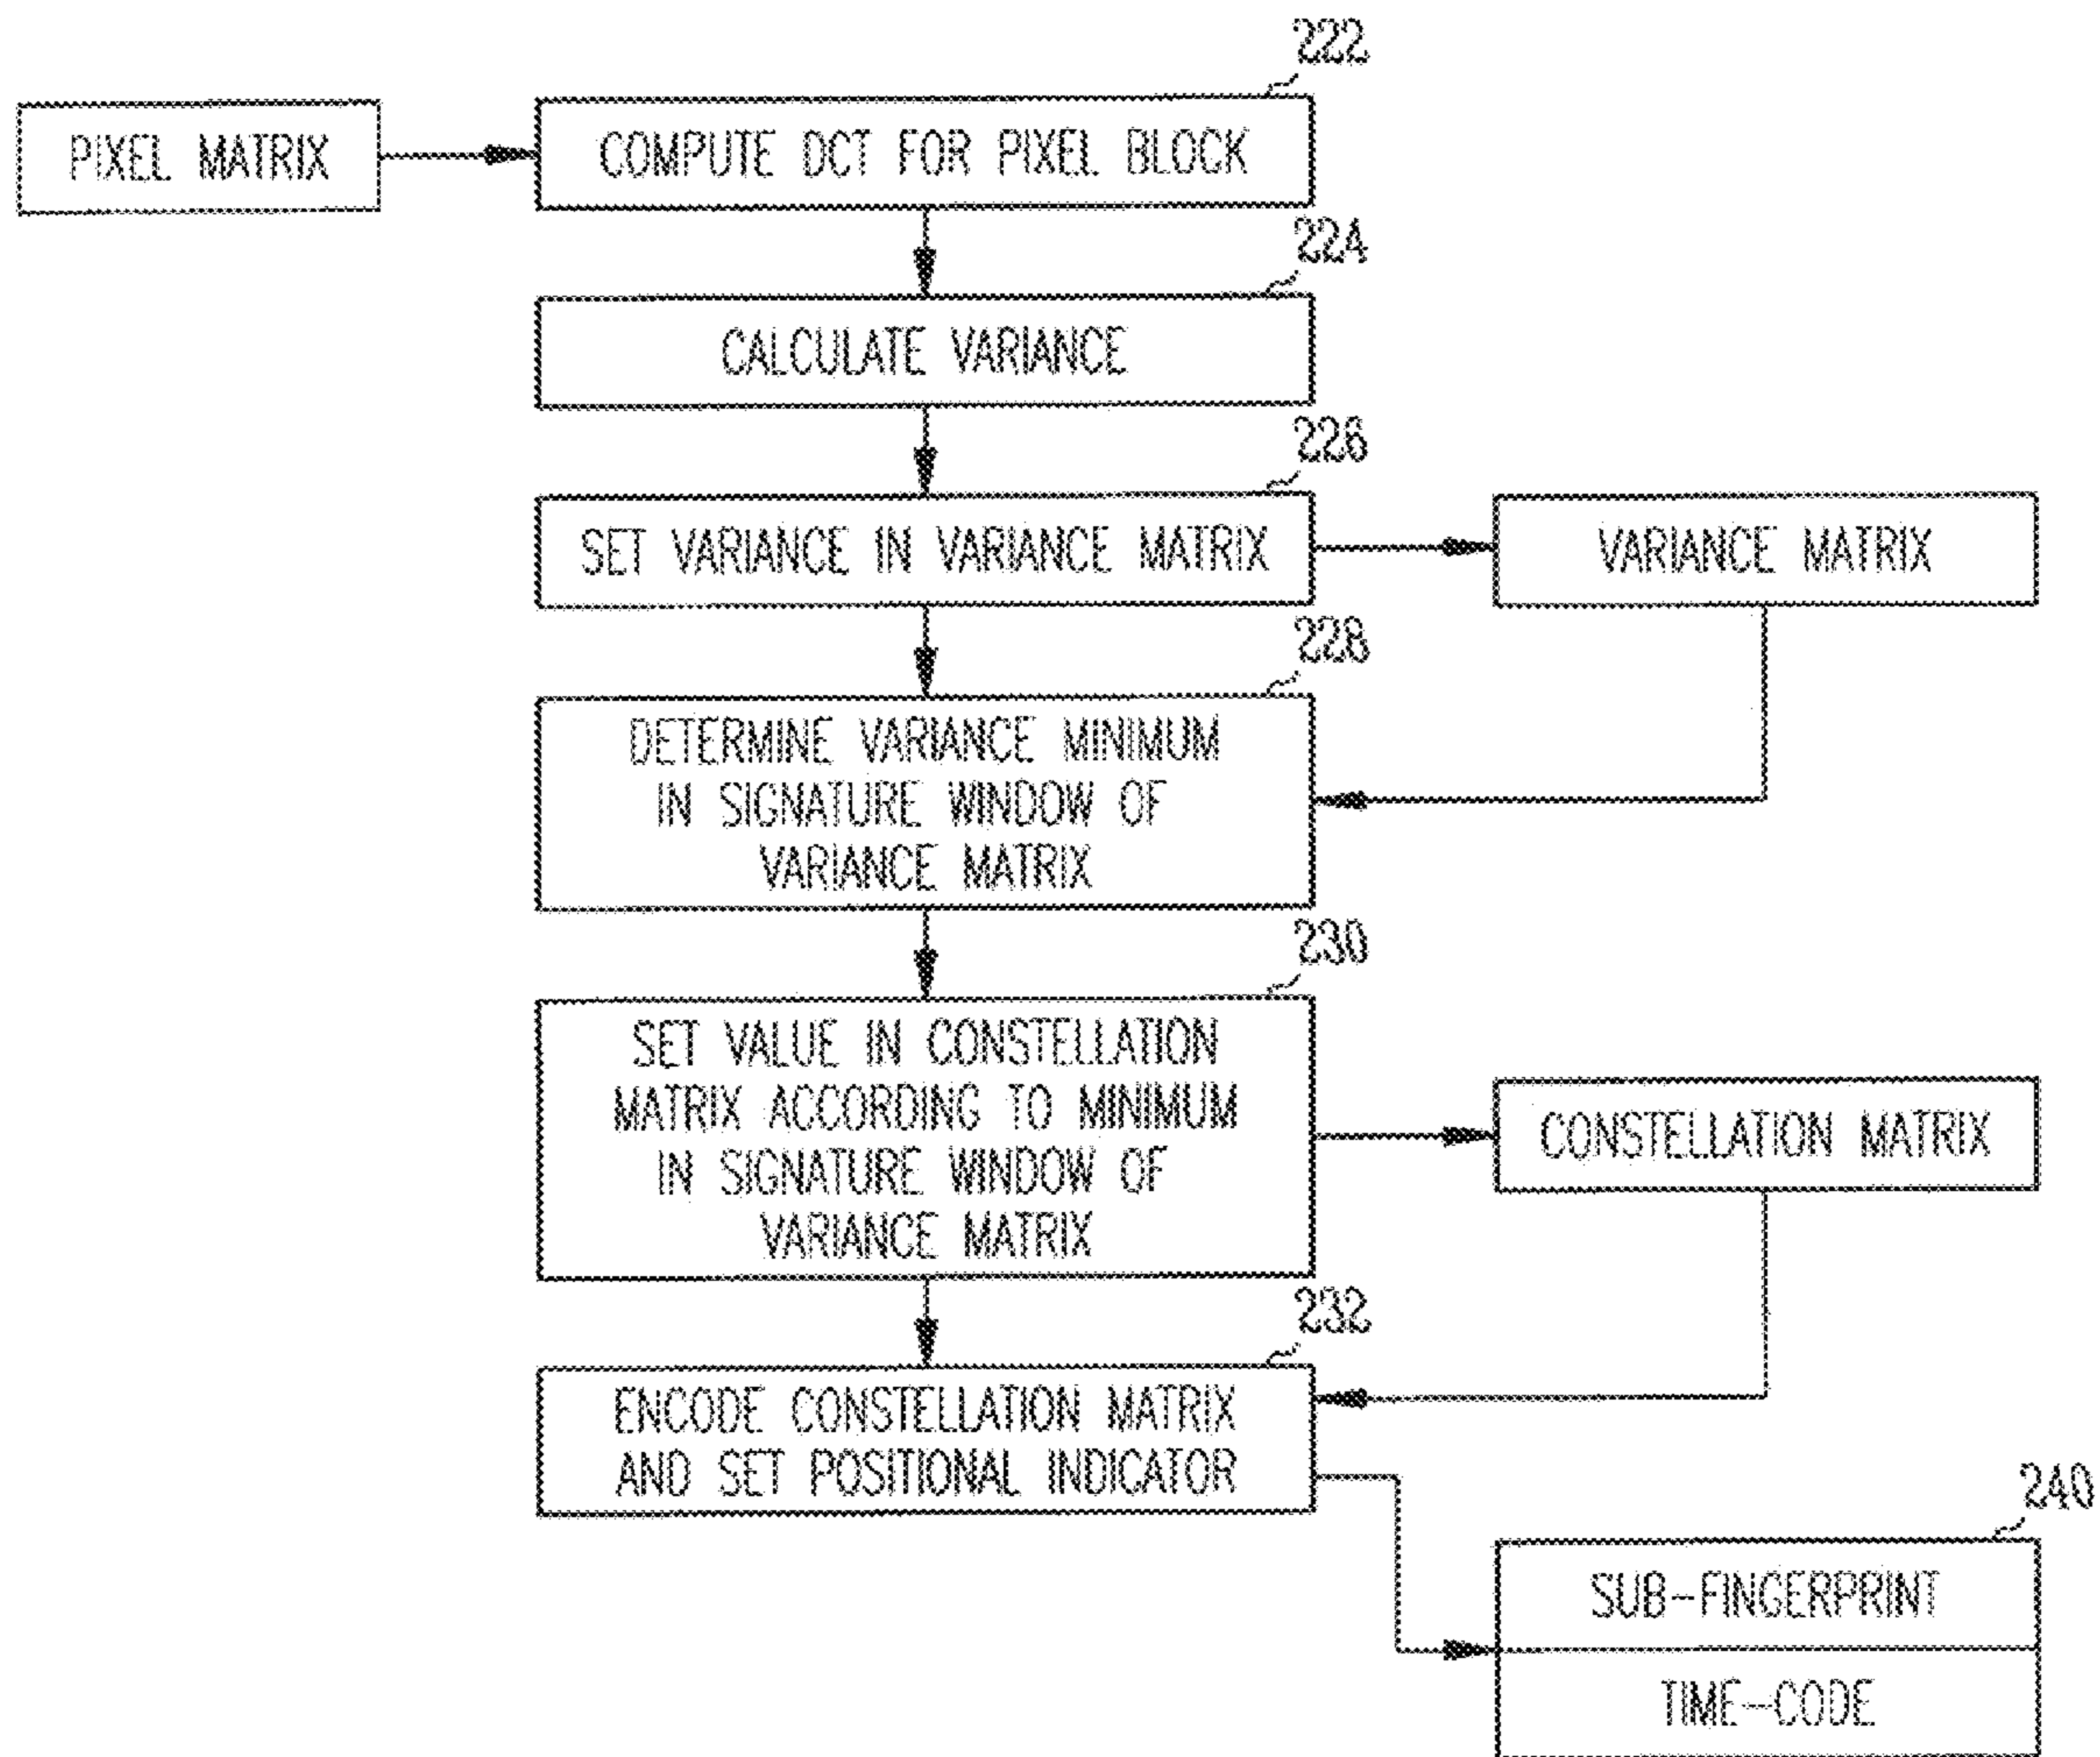 222
PIXEL MATRIX
COMPUTE DCT FOR PIXEL BLOCK
224
CALCULATE VARIANCE
226
SET VARIANCE IN VARIANCE MATRIX
VARIANCE MATRIX
228
DETERMINE VARIANCE MINIMUM
IN SIGNATURE WINDOW OF
VARIANCE MATRIX
230
SET VALUE IN CONSTELLATION
MATRIX ACCORDING TO MINIMUM
IN SIGNATURE WINDOW OF
VARIANCE MATRIX
CONSTELLATION MATRIX
232
ENCODE CONSTELLATION MATRIX
AND SET POSITIONAL INDICATOR
240
SUB-FINGERPRINT
TIME-CODE